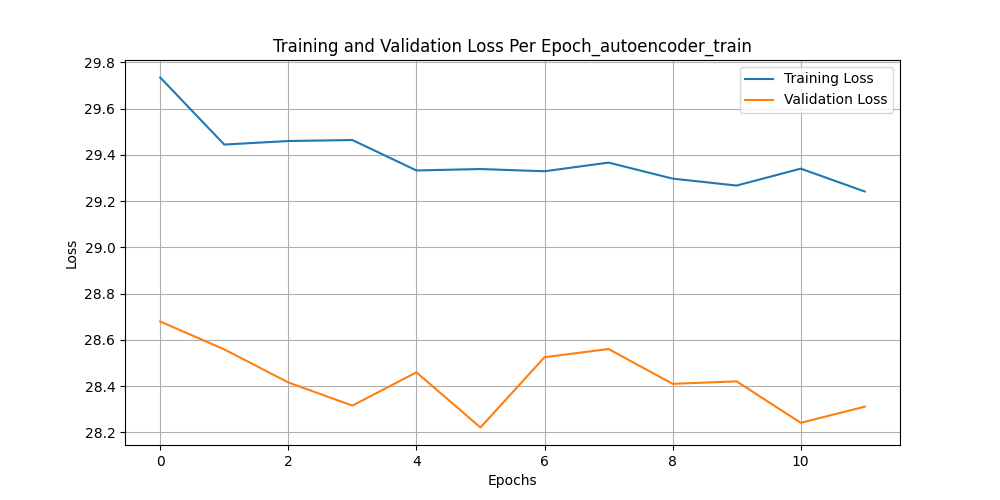 Training and Validation Loss Per Epoch_autoencoder_train
29.8
29.6
29.4
29.2
29.0
28.8
28.6
28.4
28.2
Loss
Training Loss
Validation Loss
0 2 4 6 8 10
Epochs